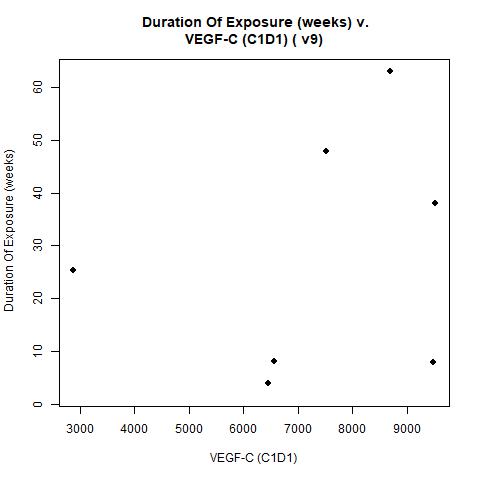 Duration Of Exposure (weeks) v.
VEGF-C (C1D1) ( v9)
Duration Of Exposure (weeks)
60
50
40
30
20
10
0
3000 4000 5000 6000 7000 8000 9000
VEGF-C (C1D1)